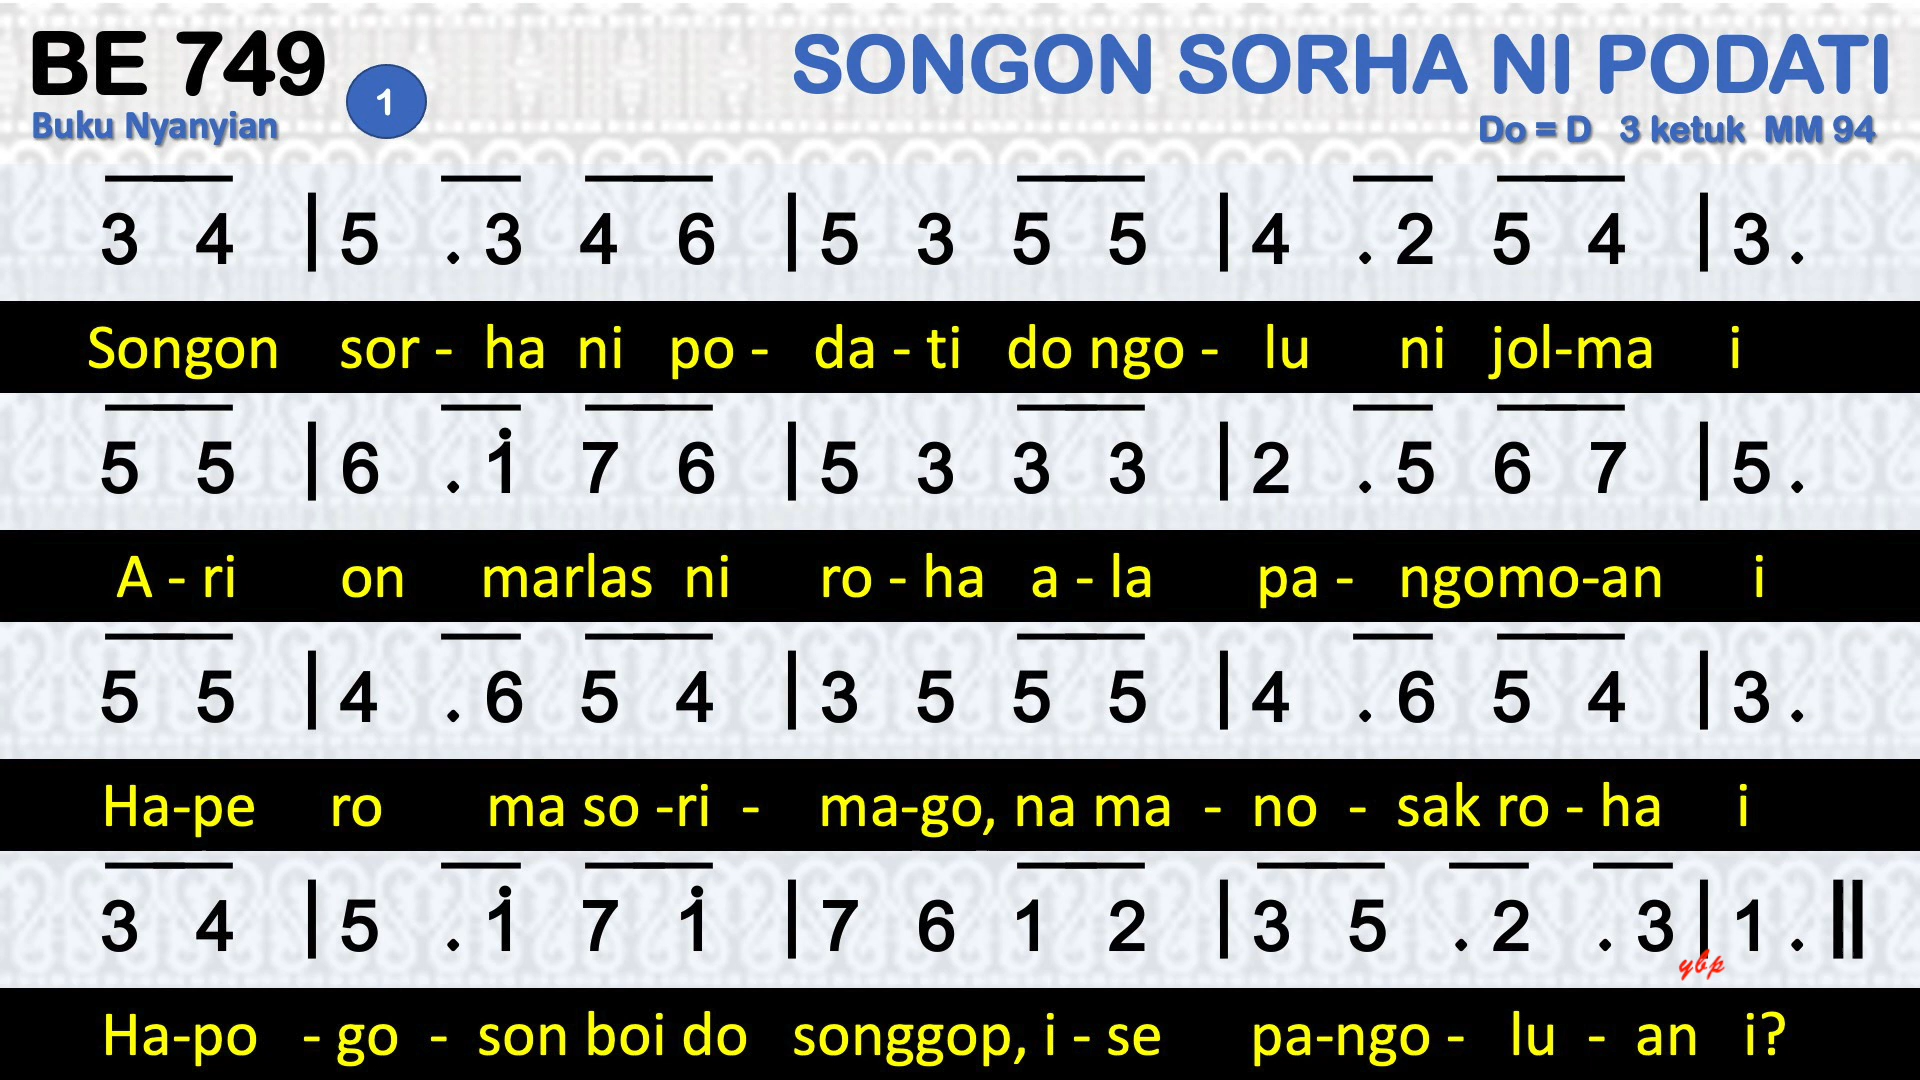 BE 749
1
SONGON SORHA NI PODATI
Buku Nyanyian
Do = D 3 ketuk MM 94
3 4 | 5 . 3 4 6 | 5 3 5 5 | 4 . 2 5 4 | 3 .
Songon sor - ha ni po - da - ti do ngo - lu ni jol-ma i
5 5 | 6 . 1̇ 7 6 | 5 3 3 3 | 2 . 5 6 7 | 5 .
A - ri on marlas ni ro - ha a - la pa - ngomo-an i
5 5 | 4 . 6 5 4 | 3 5 5 5 | 4 . 6 5 4 | 3 .
Ha-pe ro ma so -ri - ma-go, na ma - no - sak ro - ha i
3 4 | 5 . 1̇ 7 1̇ | 7 6 1 2 | 3 5 . 2 . 3 | 1 . ||
ybp
Ha-po - go - son boi do songgop, i - se pa-ngo - lu - an i?